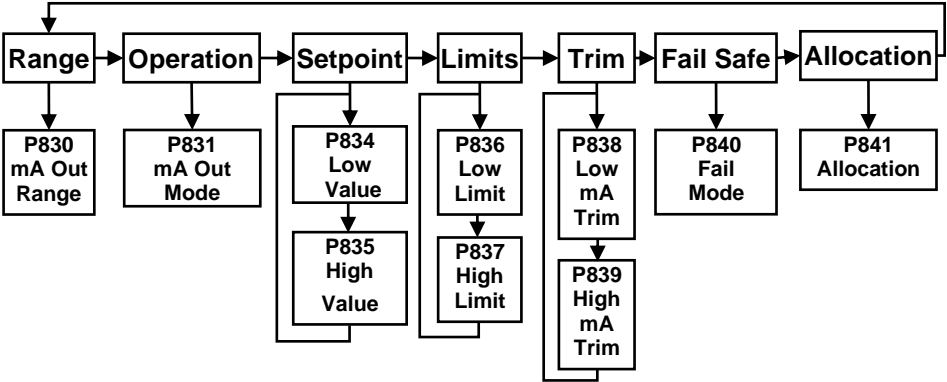 Range
Operation
Setpoint
Limits
Trim
Fail Safe
Allocation
P830
mA Out
Range
P831
mA Out
Mode
P834
Low
Value
P835
High
Value
P836
Low
Limit
P837
High
Limit
P838
Low
mA
Trim
P839
High
mA
Trim
P840
Fail
Mode
P841
Allocation